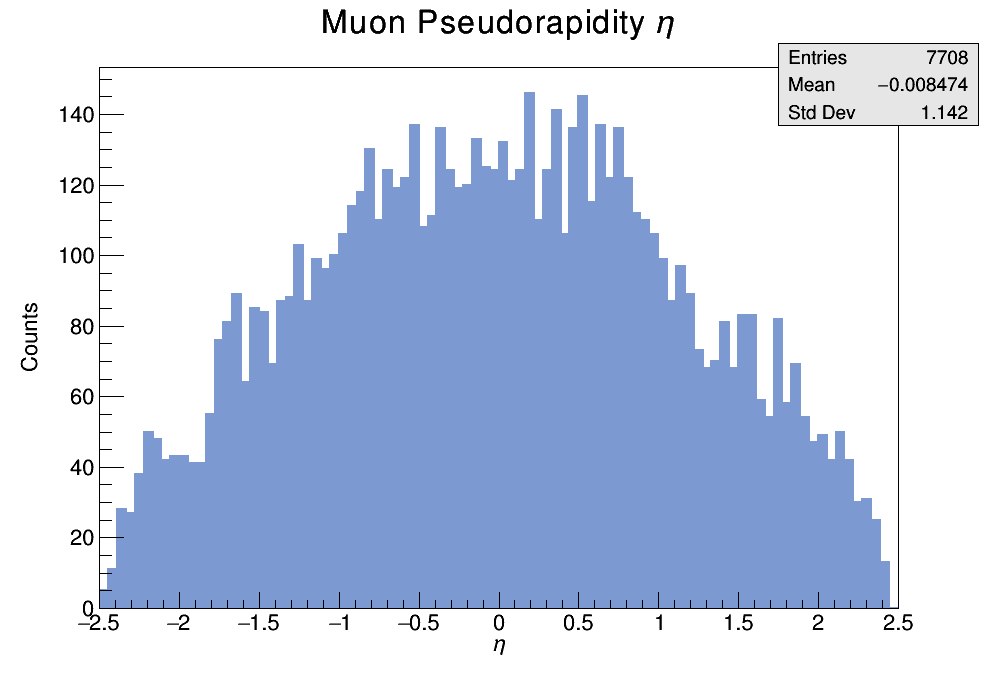 Muon Pseudorapidity η
Entries 7708
Mean −0.008474
Std Dev 1.142
Counts
140
120
100
80
60
40
20
0
−2.5 −2 −1.5 −1 −0.5 0 0.5 1 1.5 2 2.5
η